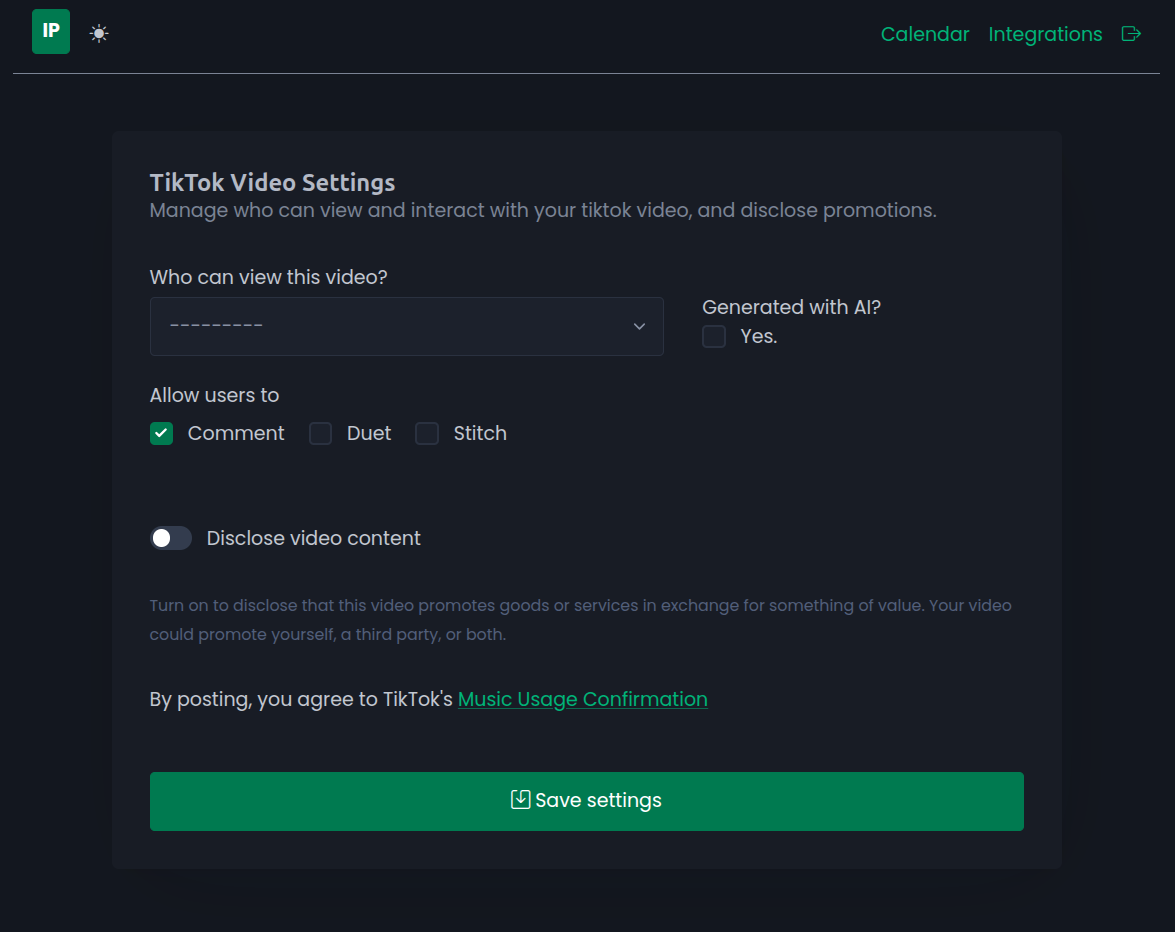 IP
Calendar Integrations
TikTok Video Settings
Manage who can view and interact with your tiktok video, and disclose promotions.
Who can view this video?
---------
Generated with AI?
Yes.
Allow users to
Comment Duet Stitch
Disclose video content
Turn on to disclose that this video promotes goods or services in exchange for something of value. Your video
could promote yourself, a third party, or both.
By posting, you agree to TikTok's Music Usage Confirmation
Save settings